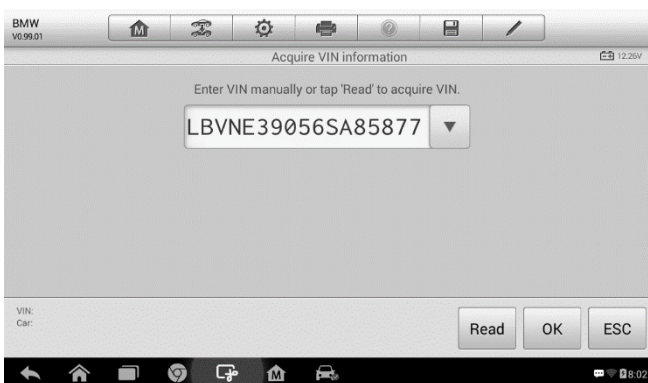 BMW
V0.99.01
Acquire VIN information
12.26V
Enter VIN manually or tap 'Read' to acquire VIN.
LBVNE39056SA85877
VIN:
Car:
Read
OK
ESC
8:02